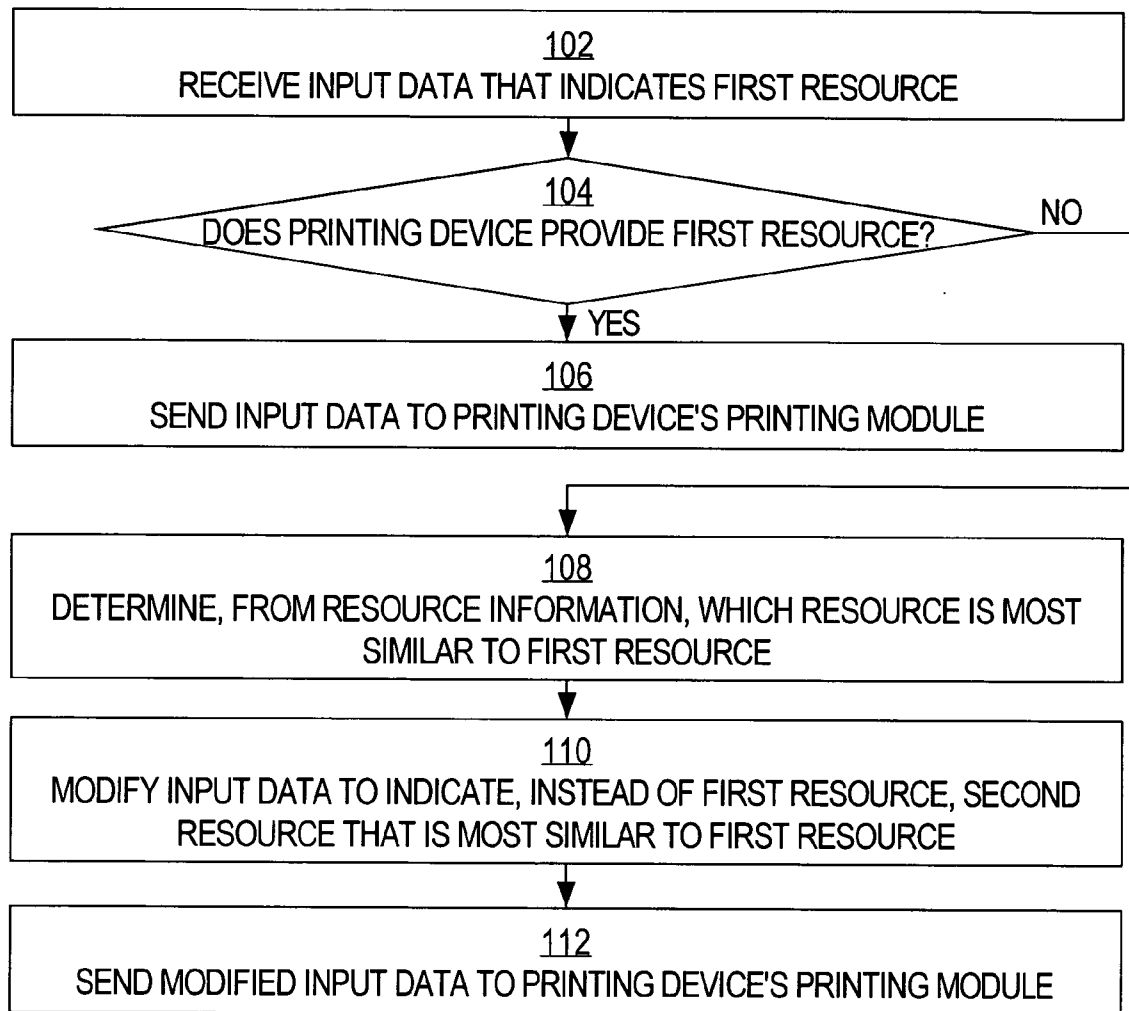 102
RECEIVE INPUT DATA THAT INDICATES FIRST RESOURCE
104
DOES PRINTING DEVICE PROVIDE FIRST RESOURCE?
NO
YES
106
SEND INPUT DATA TO PRINTING DEVICE'S PRINTING MODULE
108
DETERMINE, FROM RESOURCE INFORMATION, WHICH RESOURCE IS MOST
SIMILAR TO FIRST RESOURCE
110
MODIFY INPUT DATA TO INDICATE, INSTEAD OF FIRST RESOURCE, SECOND
RESOURCE THAT IS MOST SIMILAR TO FIRST RESOURCE
112
SEND MODIFIED INPUT DATA TO PRINTING DEVICE'S PRINTING MODULE